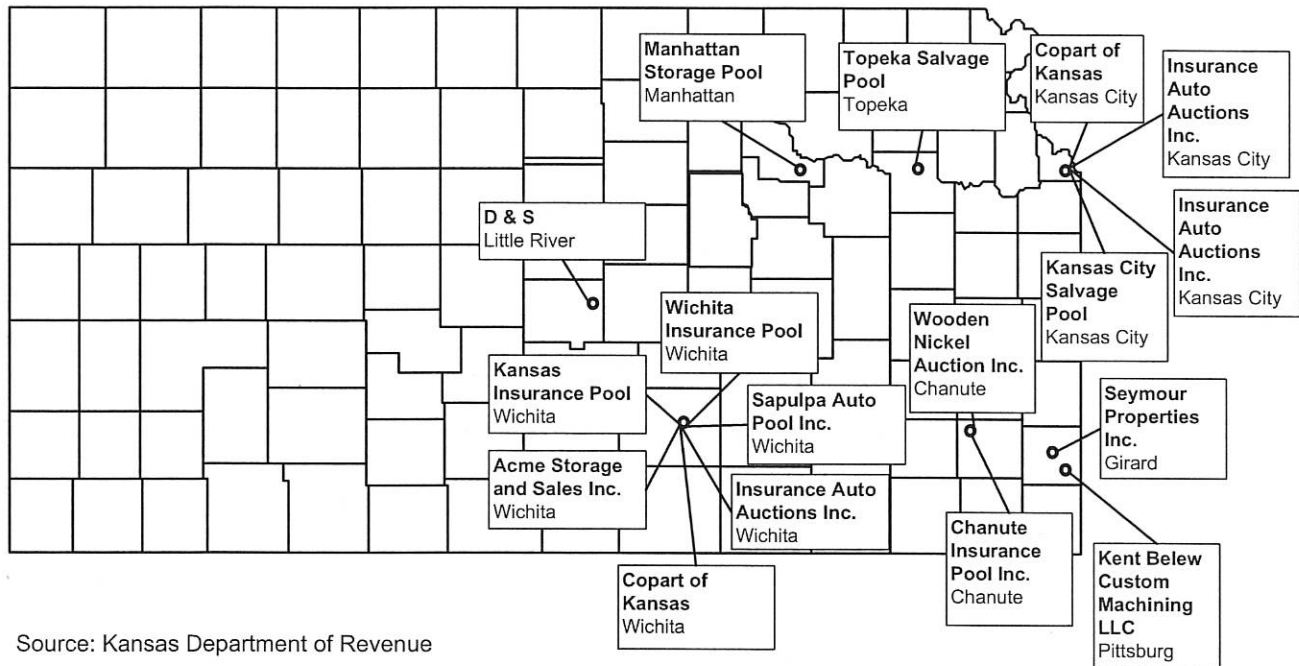 Manhattan
Storage Pool
Manhattan
Topeka Salvage
Pool
Topeka
Copart of
Kansas
Kansas City
Insurance
Auto
Auctions
Inc.
Kansas City
Insurance
Auto
Auctions
Inc.
Kansas City
D & S
Little River
Kansas City
Salvage
Pool
Kansas City
Wichita
Insurance Pool
Wichita
Wooden
Nickel
Auction Inc.
Chanute
Kansas
Insurance Pool
Wichita
Sapulpa Auto
Pool Inc.
Wichita
Seymour
Properties
Inc.
Girard
Acme Storage
and Sales Inc.
Wichita
Insurance Auto
Auctions Inc.
Wichita
Chanute
Insurance
Pool Inc.
Chanute
Kent Belew
Custom
Machining
LLC
Pittsburg
Copart of
Kansas
Wichita
Source: Kansas Department of Revenue